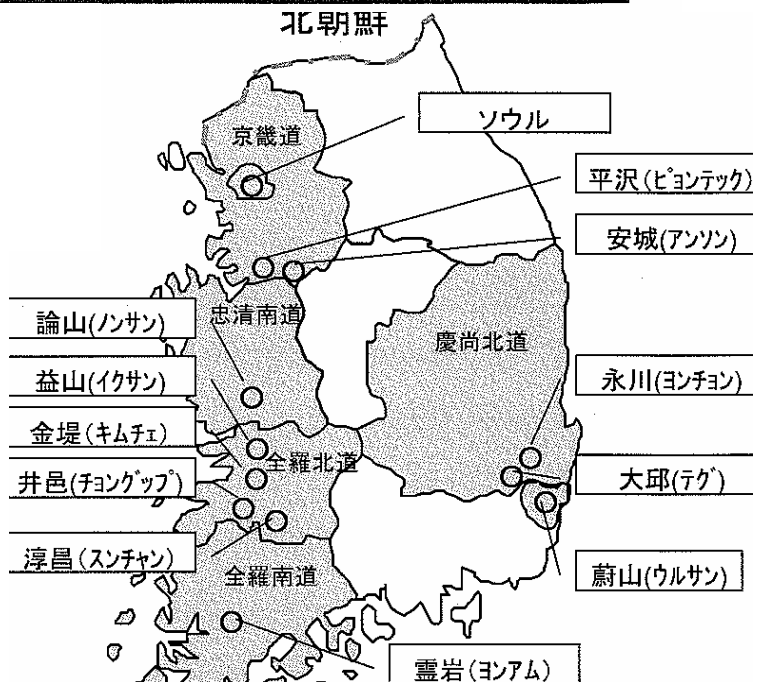 北朝鮮
ソウル
京畿道
平沢(ﾋﾟｮﾝﾃｯｸ)
安城(ｱﾝｿﾝ)
論山(ﾉﾝｻﾝ)
忠清南道
慶尚北道
益山(ｲｸｻﾝ)
永川(ﾖﾝﾁｮﾝ)
金堤(ｷﾑﾁｪ)
全羅北道
井邑(ﾁｮﾝｸﾞｯﾌﾟ)
大邱(ﾃｸﾞ)
淳昌(ｽﾝﾁｬﾝ)
全羅南道
蔚山(ｳﾙｻﾝ)
霊岩(ﾖﾝｱﾑ)